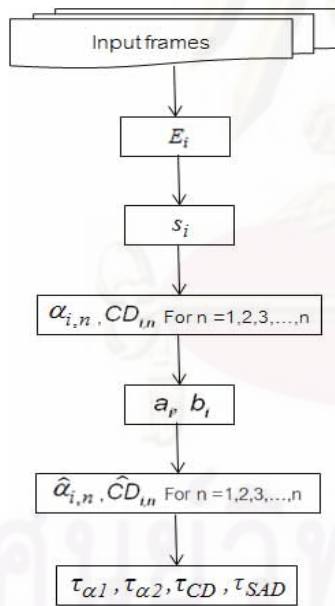 Input frames
E_i
s_i
α_{i,n} , CD_{i,n} For n =1,2,3,...,n
a_i, b_i
α̂_{i,n} , ĈD_{i,n} For n =1,2,3,...,n
τ_{α1} , τ_{α2} , τ_{CD} , τ_{SAD}